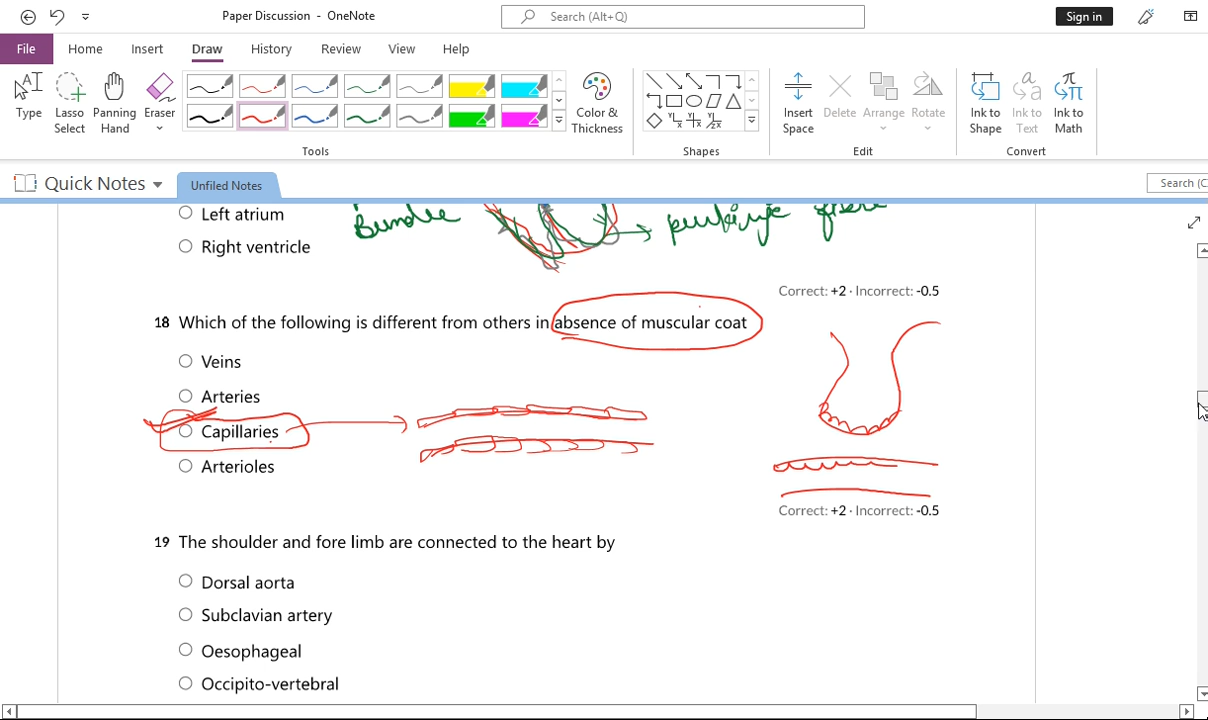 Paper Discussion - OneNote
Search (Alt+Q)
Sign in
File Home Insert Draw History Review View Help
Type
Lasso Select
Panning Hand
Eraser
Color & Thickness
Insert Space
Delete
Arrange
Rotate
Ink to Shape
Ink to Text
Ink to Math
Tools
Shapes
Edit
Convert
Quick Notes
Unfiled Notes
Search (C
Left atrium
Bundle
Right ventricle
Correct: +2 · Incorrect: -0.5
18 Which of the following is different from others in absence of muscular coat
Veins
Arteries
Capillaries
Arterioles
Correct: +2 · Incorrect: -0.5
19 The shoulder and fore limb are connected to the heart by
Dorsal aorta
Subclavian artery
Oesophageal
Occipito-vertebral